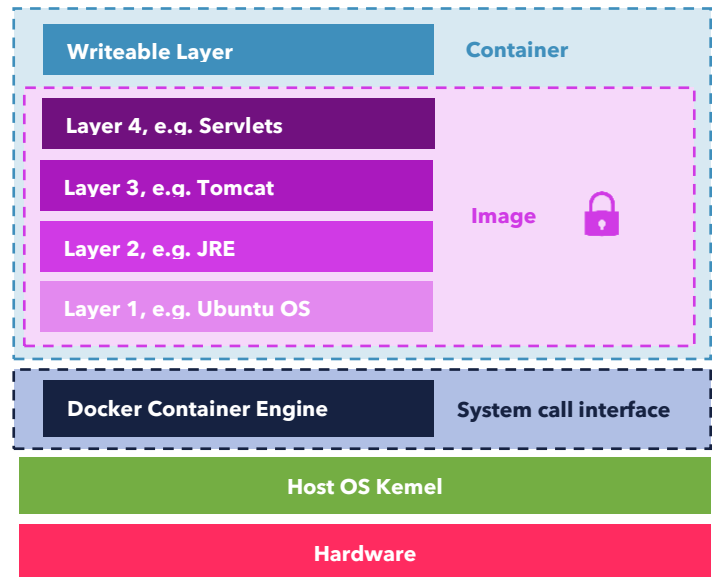 Writeable Layer
Container
Layer 4, e.g. Servlets
Layer 3, e.g. Tomcat
Image
Layer 2, e.g. JRE
Layer 1, e.g. Ubuntu OS
Docker Container Engine
System call interface
Host OS Kernel
Hardware